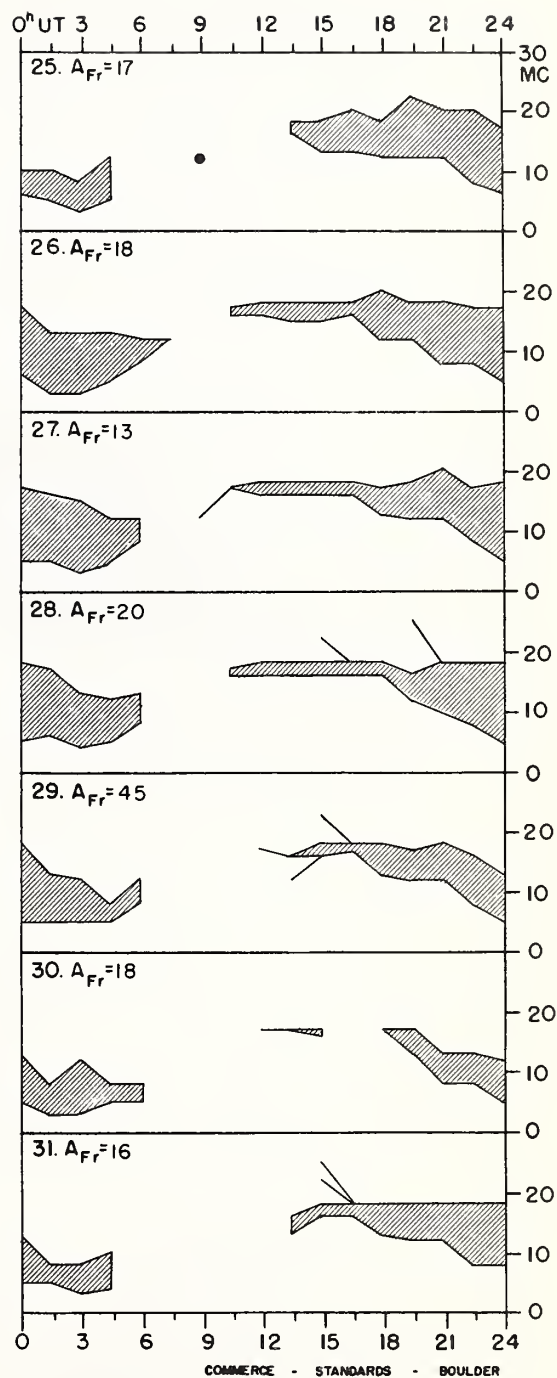 0ʰ UT 3 6 9 12 15 18 21 24
30
MC
25. A_Fr=17
20
10
0
26. A_Fr=18
20
10
0
27. A_Fr=13
20
10
0
28. A_Fr=20
20
10
0
29. A_Fr=45
20
10
0
30. A_Fr=18
20
10
0
31. A_Fr=16
20
10
0
0 3 6 9 12 15 18 21 24
COMMERCE - STANDARDS - BOULDER